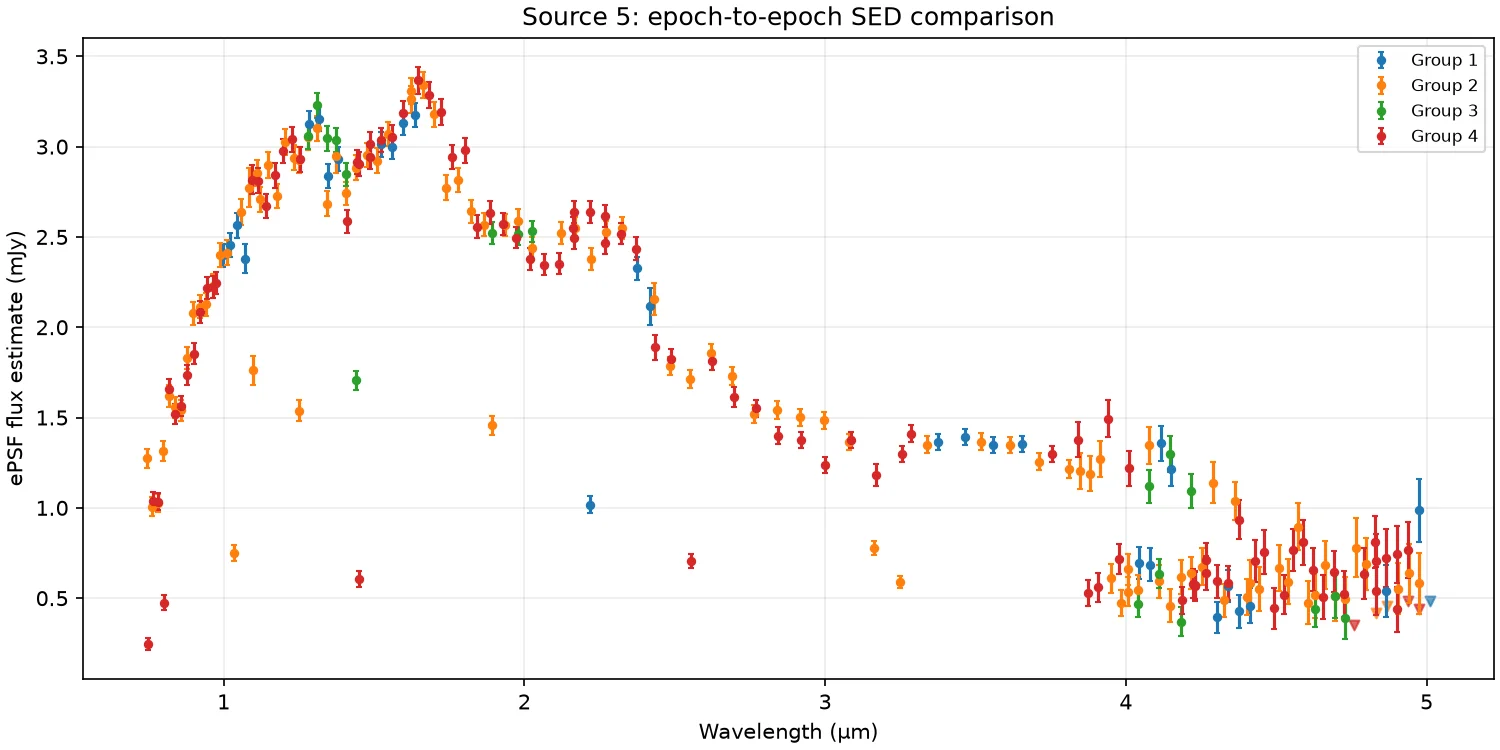 Source 5: epoch-to-epoch SED comparison
ePSF flux estimate (mJy)
3.5
3.0
2.5
2.0
1.5
1.0
0.5
Group 1
Group 2
Group 3
Group 4
1 2 3 4 5
Wavelength (μm)